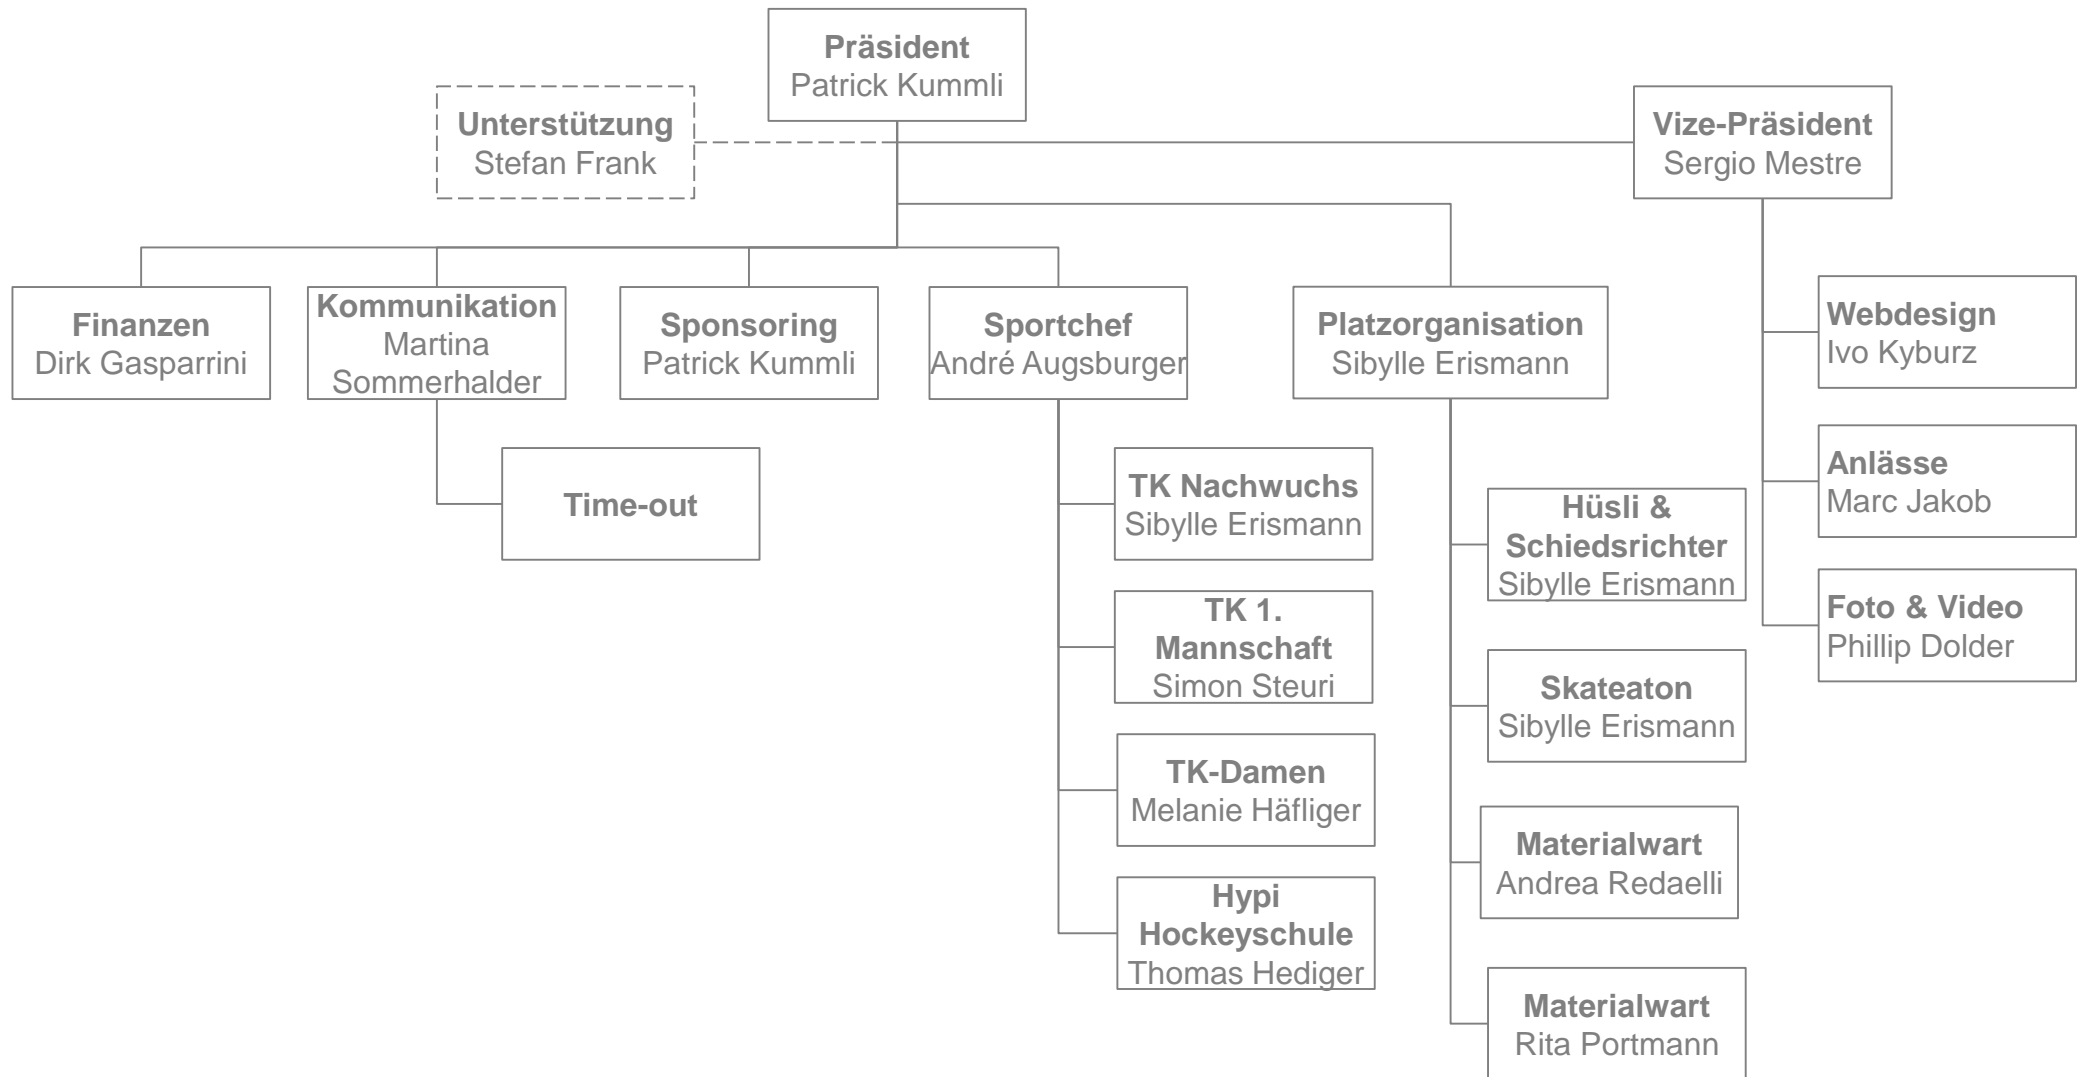 Präsident
Patrick Kummli
Unterstützung
Stefan Frank
Vize-Präsident
Sergio Mestre
Finanzen
Dirk Gasparrini
Kommunikation
Martina
Sommerhalder
Sponsoring
Patrick Kummli
Sportchef
André Augsburger
Platzorganisation
Sibylle Erismann
Webdesign
Ivo Kyburz
Anlässe
Marc Jakob
Foto & Video
Phillip Dolder
Time-out
TK Nachwuchs
Sibylle Erismann
TK 1.
Mannschaft
Simon Steuri
TK-Damen
Melanie Häfliger
Hypi
Hockeyschule
Thomas Hediger
Hüsli &
Schiedsrichter
Sibylle Erismann
Skateaton
Sibylle Erismann
Materialwart
Andrea Redaelli
Materialwart
Rita Portmann